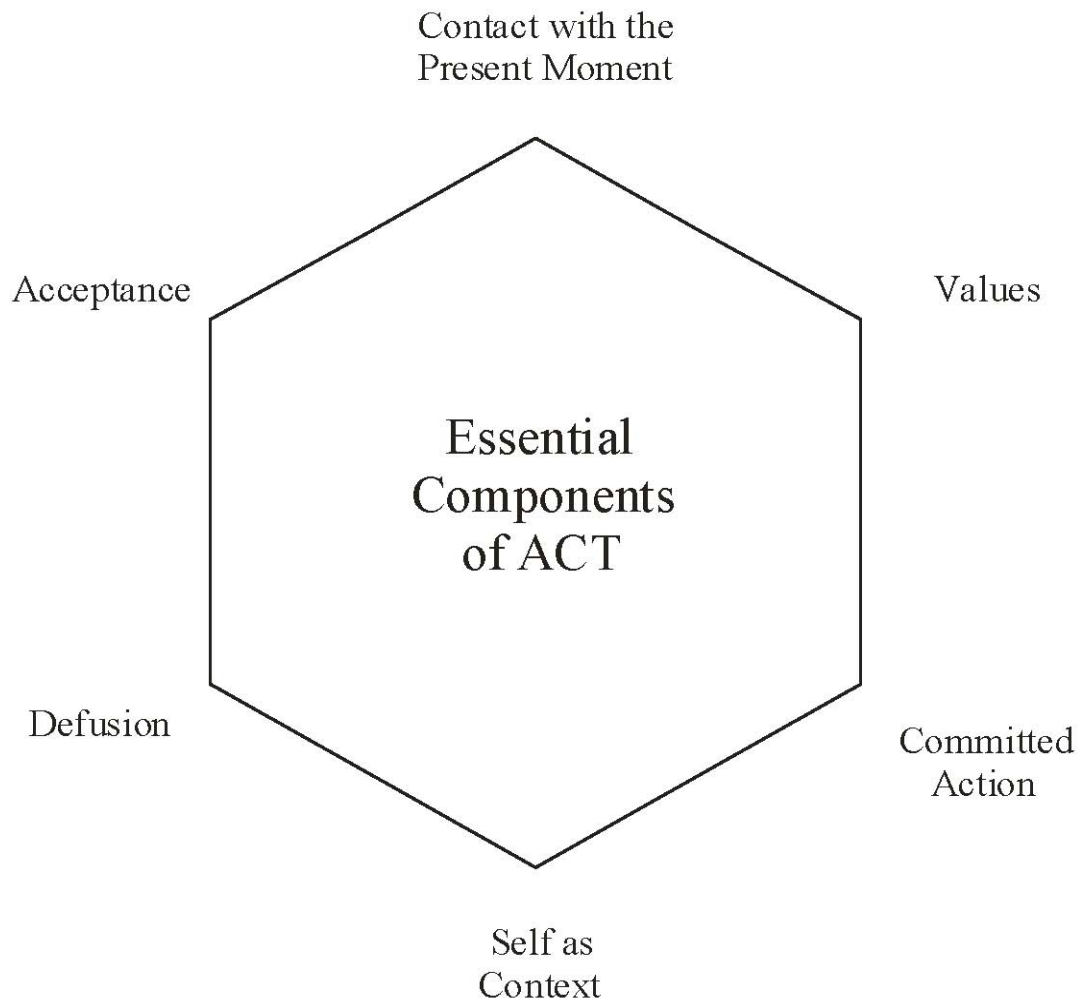 Contact with the
Present Moment
Acceptance
Values
Essential
Components
of ACT
Defusion
Committed
Action
Self as
Context